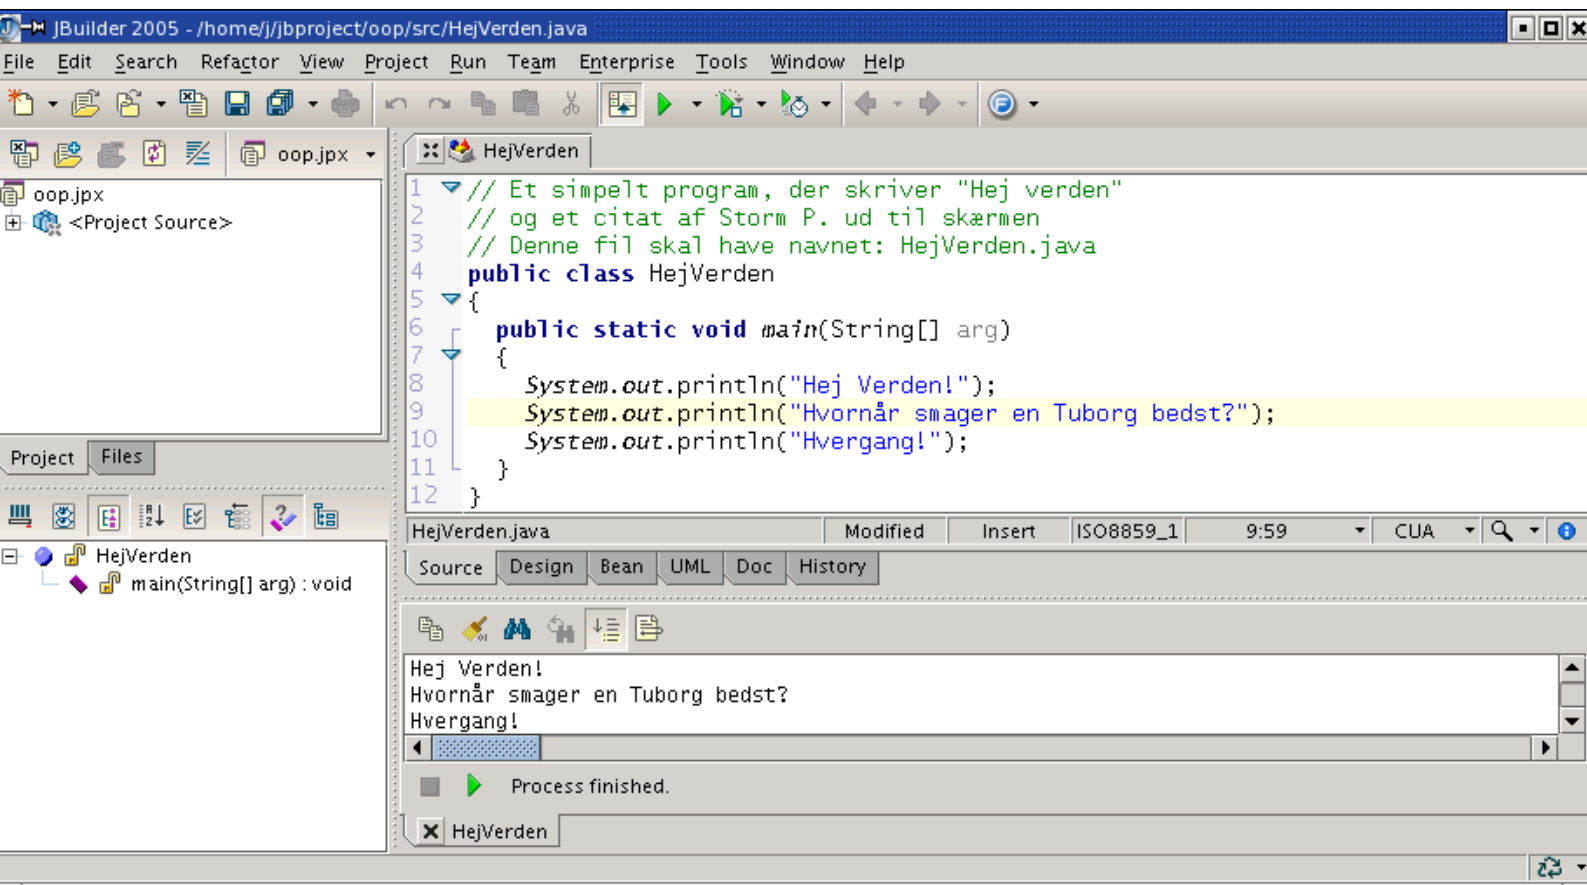 JBuilder 2005 - /home/j/jbproject/oop/src/HejVerden.java
File Edit Search Refactor View Project Run Team Enterprise Tools Window Help
oop.jpx
oop.jpx
<Project Source>
Project Files
HejVerden
main(String[] arg) : void
HejVerden
1 // Et simpelt program, der skriver "Hej verden"
2 // og et citat af Storm P. ud til skærmen
3 // Denne fil skal have navnet: HejVerden.java
4 public class HejVerden
5 {
6 public static void main(String[] arg)
7 {
8 System.out.println("Hej Verden!");
9 System.out.println("Hvornår smager en Tuborg bedst?");
10 System.out.println("Hvergang!");
11 }
12 }
HejVerden.java Modified Insert ISO8859_1 9:59 CUA
Source Design Bean UML Doc History
Hej Verden!
Hvornår smager en Tuborg bedst?
Hvergang!
Process finished.
HejVerden